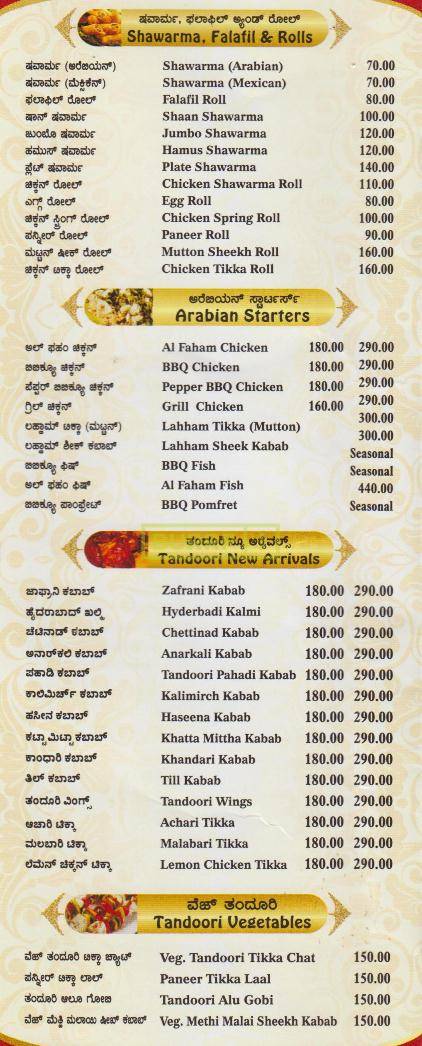 ಷವಾರ್ಮ, ಫಲಾಫಿಲ್ ಆ್ಯಂಡ್ ರೋಲ್
Shawarma, Falafil & Rolls
ಷವಾರ್ಮ (ಅರೆಬಿಯನ್) Shawarma (Arabian) 70.00
ಷವಾರ್ಮ (ಮೆಕ್ಸಿಕೆನ್) Shawarma (Mexican) 70.00
ಫಲಾಫಿಲ್ ರೋಲ್ Falafil Roll 80.00
ಷಾನ್ ಷವಾರ್ಮ Shaan Shawarma 100.00
ಜುಂಬೊ ಷವಾರ್ಮ Jumbo Shawarma 120.00
ಹಮುಸ್ ಷವಾರ್ಮ Hamus Shawarma 120.00
ಪ್ಲೆಟ್ ಷವಾರ್ಮ Plate Shawarma 140.00
ಚಿಕ್ಕನ್ ರೋಲ್ Chicken Shawarma Roll 110.00
ಎಗ್ಗ್ ರೋಲ್ Egg Roll 80.00
ಚಿಕ್ಕನ್ ಸ್ಪ್ರಿಂಗ್ ರೋಲ್ Chicken Spring Roll 100.00
ಪನ್ನೀರ್ ರೋಲ್ Paneer Roll 90.00
ಮಟ್ಟನ್ ಷೀಕ್ ರೋಲ್ Mutton Sheekh Roll 160.00
ಚಿಕ್ಕನ್ ಟಿಕ್ಕಾ ರೋಲ್ Chicken Tikka Roll 160.00
ಅರೆಬಿಯನ್ ಸ್ಟಾರ್ಟರ್ಸ್
Arabian Starters
ಅಲ್ ಫಹಂ ಚಿಕ್ಕನ್ Al Faham Chicken 180.00 290.00
ಬಿಬಿಕ್ಯೂ ಚಿಕ್ಕನ್ BBQ Chicken 180.00 290.00
ಪೆಪ್ಪರ್ ಬಿಬಿಕ್ಯೂ ಚಿಕ್ಕನ್ Pepper BBQ Chicken 180.00 290.00
ಗ್ರಿಲ್ ಚಿಕ್ಕನ್ Grill Chicken 160.00 290.00
ಲಹ್ಹಾಮ್ ಟಿಕ್ಕಾ (ಮಟ್ಟನ್) Lahham Tikka (Mutton) 300.00
ಲಹ್ಹಾಮ್ ಶೀಕ್ ಕಬಾಬ್ Lahham Sheek Kabab 300.00
Seasonal
ಬಿಬಿಕ್ಯೂ ಫಿಷ್ BBQ Fish Seasonal
ಅಲ್ ಫಹಂ ಫಿಷ್ Al Faham Fish 440.00
ಬಿಬಿಕ್ಯೂ ಪಾಂಫ್ರೇಟ್ BBQ Pomfret Seasonal
ತಂದೂರಿ ನ್ಯೂ ಅರೈವಲ್ಸ್
Tandoori New Arrivals
ಜಾಫ್ರಾನಿ ಕಬಾಬ್ Zafrani Kabab 180.00 290.00
ಹೈದರಾಬಾದ್ ಖಲ್ಮಿ Hyderbadi Kalmi 180.00 290.00
ಚೆಟಿನಾಡ್ ಕಬಾಬ್ Chettinad Kabab 180.00 290.00
ಅನಾರ್‌ಕಲಿ ಕಬಾಬ್ Anarkali Kabab 180.00 290.00
ಪಹಾಡಿ ಕಬಾಬ್ Tandoori Pahadi Kabab 180.00 290.00
ಕಾಲಿಮಿರ್ಚ್ ಕಬಾಬ್ Kalimirch Kabab 180.00 290.00
ಹಸೀನ ಕಬಾಬ್ Haseena Kabab 180.00 290.00
ಕಟ್ಟಾ ಮಿಟ್ಟಾ ಕಬಾಬ್ Khatta Mittha Kabab 180.00 290.00
ಕಾಂಧಾರಿ ಕಬಾಬ್ Khandari Kabab 180.00 290.00
ತಿಲ್ ಕಬಾಬ್ Till Kabab 180.00 290.00
ತಂದೂರಿ ವಿಂಗ್ಸ್ Tandoori Wings 180.00 290.00
ಆಚಾರಿ ಟಿಕ್ಕಾ Achari Tikka 180.00 290.00
ಮಲಬಾರಿ ಟಿಕ್ಕಾ Malabari Tikka 180.00 290.00
ಲೆಮೆನ್ ಚಿಕ್ಕನ್ ಟಿಕ್ಕಾ Lemon Chicken Tikka 180.00 290.00
ವೆಜ್ ತಂದೂರಿ
Tandoori Vegetables
ವೆಜ್ ತಂದೂರಿ ಟಿಕ್ಕಾ ಚ್ಯಾಟ್ Veg. Tandoori Tikka Chat 150.00
ಪನ್ನೀರ್ ಟಿಕ್ಕಾ ಲಾಲ್ Paneer Tikka Laal 150.00
ತಂದೂರಿ ಆಲೂ ಗೋಬಿ Tandoori Alu Gobi 150.00
ವೆಜ್ ಮೆತ್ತಿ ಮಲಾಯಿ ಷೀಖ್ ಕಬಾಬ್ Veg. Methi Malai Sheekh Kabab 150.00